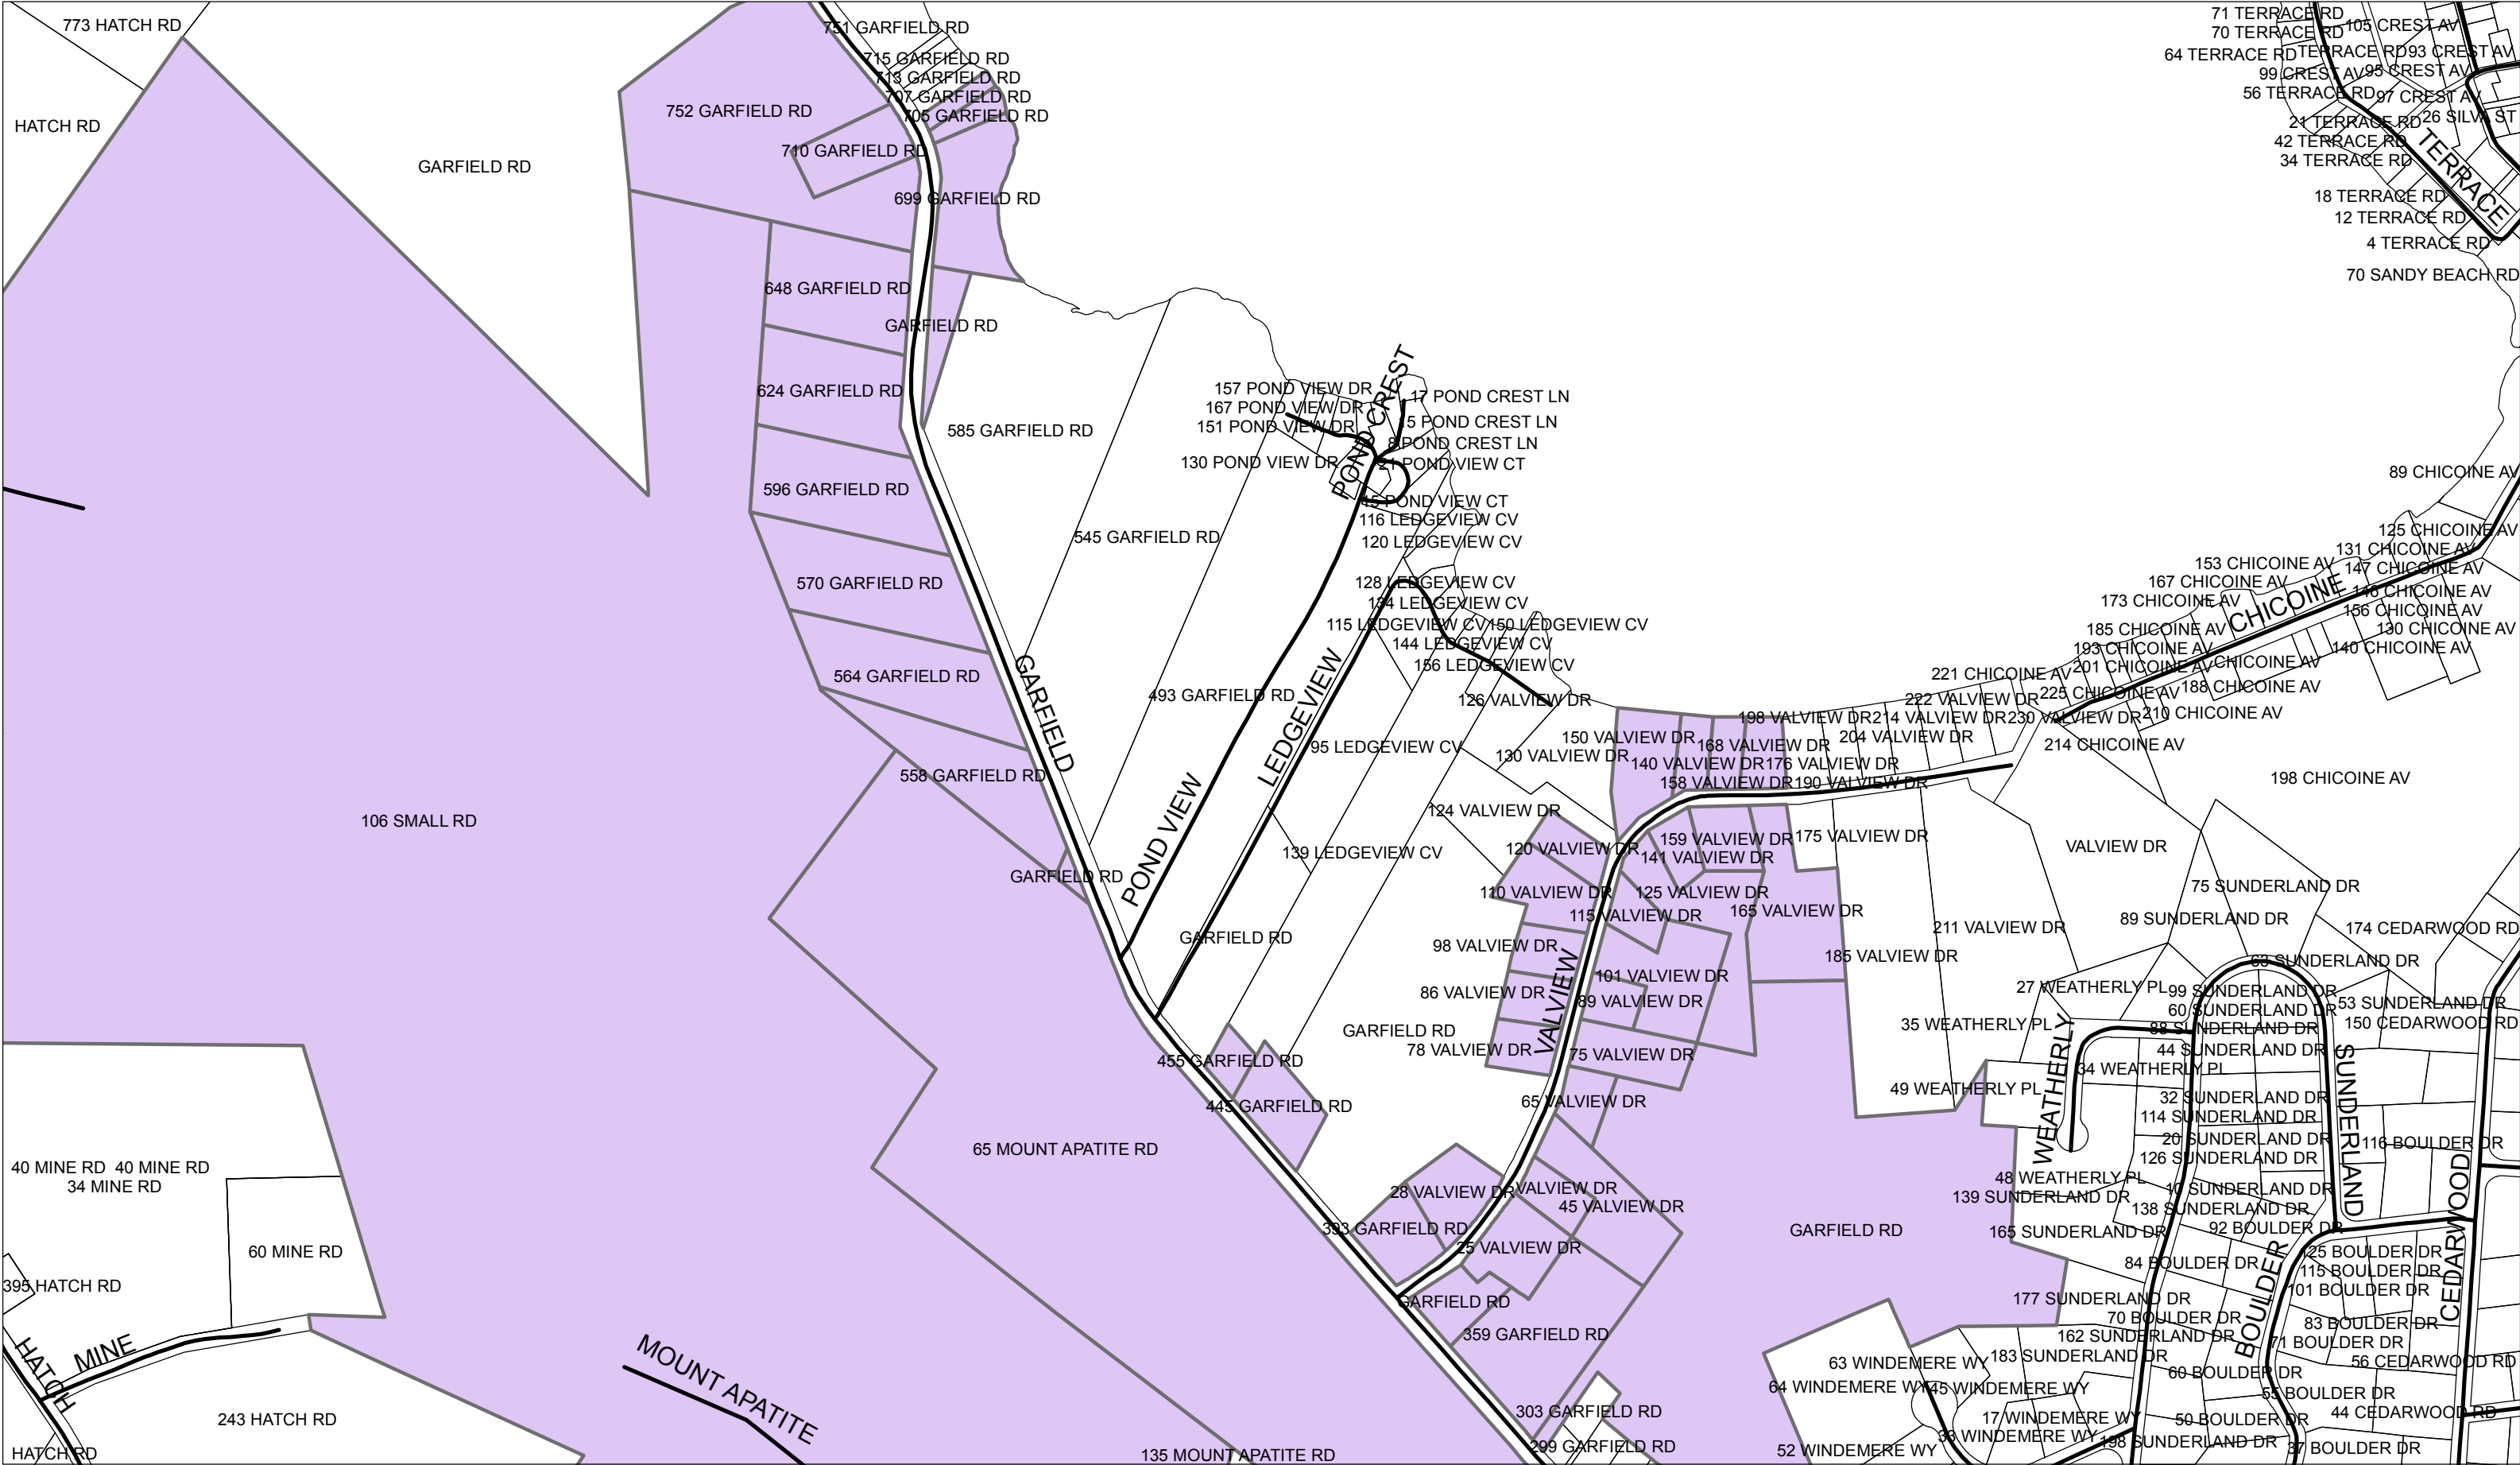 773 HATCH RD
HATCH RD
GARFIELD RD
751 GARFIELD RD
715 GARFIELD RD
713 GARFIELD RD
707 GARFIELD RD
705 GARFIELD RD
752 GARFIELD RD
710 GARFIELD RD
699 GARFIELD RD
648 GARFIELD RD
GARFIELD RD
624 GARFIELD RD
585 GARFIELD RD
596 GARFIELD RD
545 GARFIELD RD
570 GARFIELD RD
564 GARFIELD RD
493 GARFIELD RD
558 GARFIELD RD
GARFIELD RD
GARFIELD
106 SMALL RD
POND VIEW
LEDGEVIEW
POND CREST
157 POND VIEW DR
167 POND VIEW DR
151 POND VIEW DR
130 POND VIEW DR
17 POND CREST LN
15 POND CREST LN
8 POND CREST LN
21 POND VIEW CT
15 POND VIEW CT
116 LEDGEVIEW CV
120 LEDGEVIEW CV
128 LEDGEVIEW CV
134 LEDGEVIEW CV
115 LEDGEVIEW CV
150 LEDGEVIEW CV
144 LEDGEVIEW CV
156 LEDGEVIEW CV
126 VALVIEW DR
95 LEDGEVIEW CV
130 VALVIEW DR
124 VALVIEW DR
139 LEDGEVIEW CV
GARFIELD RD
GARFIELD RD
455 GARFIELD RD
445 GARFIELD RD
65 MOUNT APATITE RD
71 TERRACE RD
105 CREST AV
70 TERRACE RD
64 TERRACE RD
TERRACE RD
93 CREST AV
99 CREST AV
95 CREST AV
56 TERRACE RD
97 CREST AV
21 TERRACE RD
26 SILVA ST
42 TERRACE RD
34 TERRACE RD
TERRACE
18 TERRACE RD
12 TERRACE RD
4 TERRACE RD
70 SANDY BEACH RD
89 CHICOINE AV
125 CHICOINE AV
131 CHICOINE AV
153 CHICOINE AV
147 CHICOINE AV
167 CHICOINE AV
146 CHICOINE AV
173 CHICOINE AV
CHICOINE
156 CHICOINE AV
185 CHICOINE AV
130 CHICOINE AV
193 CHICOINE AV
140 CHICOINE AV
201 CHICOINE AV
CHICOINE AV
221 CHICOINE AV
225 CHICOINE AV
188 CHICOINE AV
210 CHICOINE AV
214 CHICOINE AV
198 CHICOINE AV
222 VALVIEW DR
198 VALVIEW DR
214 VALVIEW DR
230 VALVIEW DR
150 VALVIEW DR
168 VALVIEW DR
204 VALVIEW DR
140 VALVIEW DR
176 VALVIEW DR
158 VALVIEW DR
190 VALVIEW DR
120 VALVIEW DR
159 VALVIEW DR
175 VALVIEW DR
141 VALVIEW DR
VALVIEW DR
110 VALVIEW DR
125 VALVIEW DR
115 VALVIEW DR
165 VALVIEW DR
211 VALVIEW DR
98 VALVIEW DR
185 VALVIEW DR
101 VALVIEW DR
86 VALVIEW DR
89 VALVIEW DR
VALVIEW
78 VALVIEW DR
75 VALVIEW DR
65 VALVIEW DR
28 VALVIEW DR
VALVIEW DR
45 VALVIEW DR
393 GARFIELD RD
25 VALVIEW DR
GARFIELD RD
359 GARFIELD RD
303 GARFIELD RD
299 GARFIELD RD
GARFIELD RD
75 SUNDERLAND DR
89 SUNDERLAND DR
174 CEDARWOOD RD
63 SUNDERLAND DR
27 WEATHERLY PL
99 SUNDERLAND DR
53 SUNDERLAND DR
60 SUNDERLAND DR
150 CEDARWOOD RD
35 WEATHERLY PL
88 SUNDERLAND DR
44 SUNDERLAND DR
34 WEATHERLY PL
49 WEATHERLY PL
WEATHERLY
SUNDERLAND
32 SUNDERLAND DR
114 SUNDERLAND DR
20 SUNDERLAND DR
116 BOULDER DR
126 SUNDERLAND DR
48 WEATHERLY PL
10 SUNDERLAND DR
139 SUNDERLAND DR
138 SUNDERLAND DR
165 SUNDERLAND DR
92 BOULDER DR
CEDARWOOD
125 BOULDER DR
84 BOULDER DR
115 BOULDER DR
101 BOULDER DR
BOULDER
177 SUNDERLAND DR
70 BOULDER DR
83 BOULDER DR
162 SUNDERLAND DR
71 BOULDER DR
183 SUNDERLAND DR
56 CEDARWOOD RD
60 BOULDER DR
63 WINDEMERE WY
64 WINDEMERE WY
45 WINDEMERE WY
55 BOULDER DR
44 CEDARWOOD RD
17 WINDEMERE WY
50 BOULDER DR
33 WINDEMERE WY
198 SUNDERLAND DR
37 BOULDER DR
52 WINDEMERE WY
40 MINE RD 40 MINE RD
34 MINE RD
60 MINE RD
395 HATCH RD
MINE
HATCH
243 HATCH RD
HATCH RD
MOUNT APATITE
135 MOUNT APATITE RD